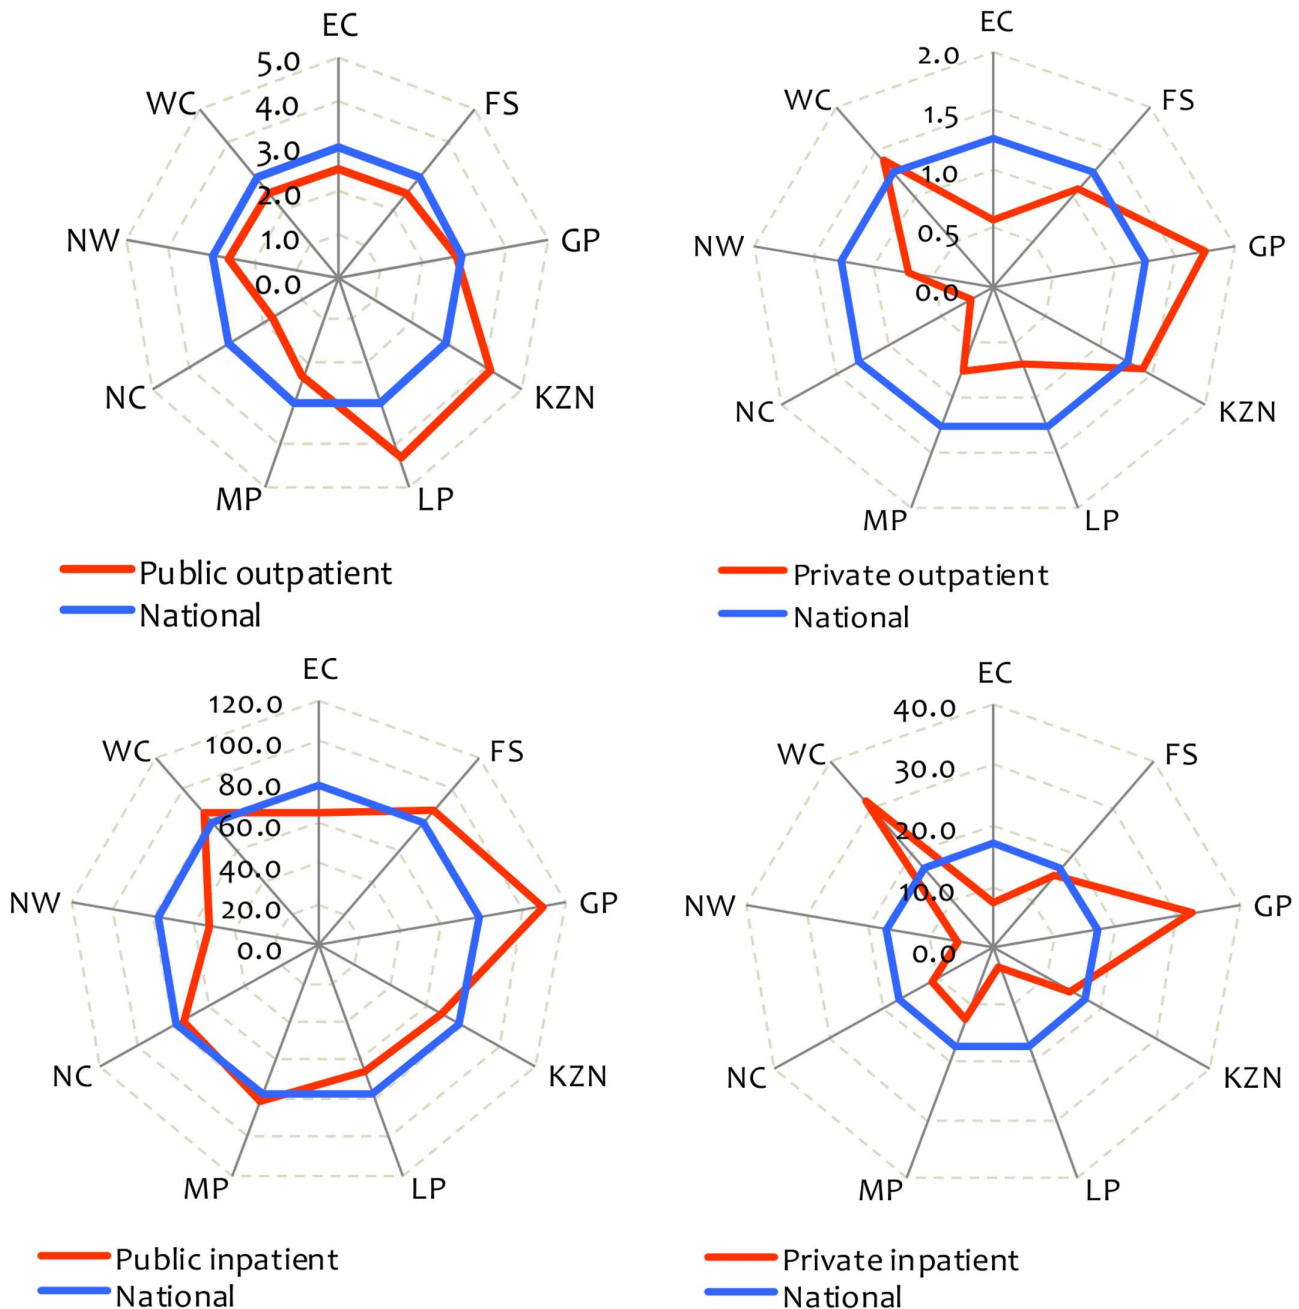 EC
5.0
4.0
3.0
2.0
1.0
0.0
WC
FS
NW
GP
NC
KZN
MP
LP
Public outpatient
National
EC
2.0
1.5
1.0
0.5
0.0
WC
FS
NW
GP
NC
KZN
MP
LP
Private outpatient
National
EC
120.0
100.0
80.0
60.0
40.0
20.0
0.0
WC
FS
NW
GP
NC
KZN
MP
LP
Public inpatient
National
EC
40.0
30.0
20.0
10.0
0.0
WC
FS
NW
GP
NC
KZN
MP
LP
Private inpatient
National